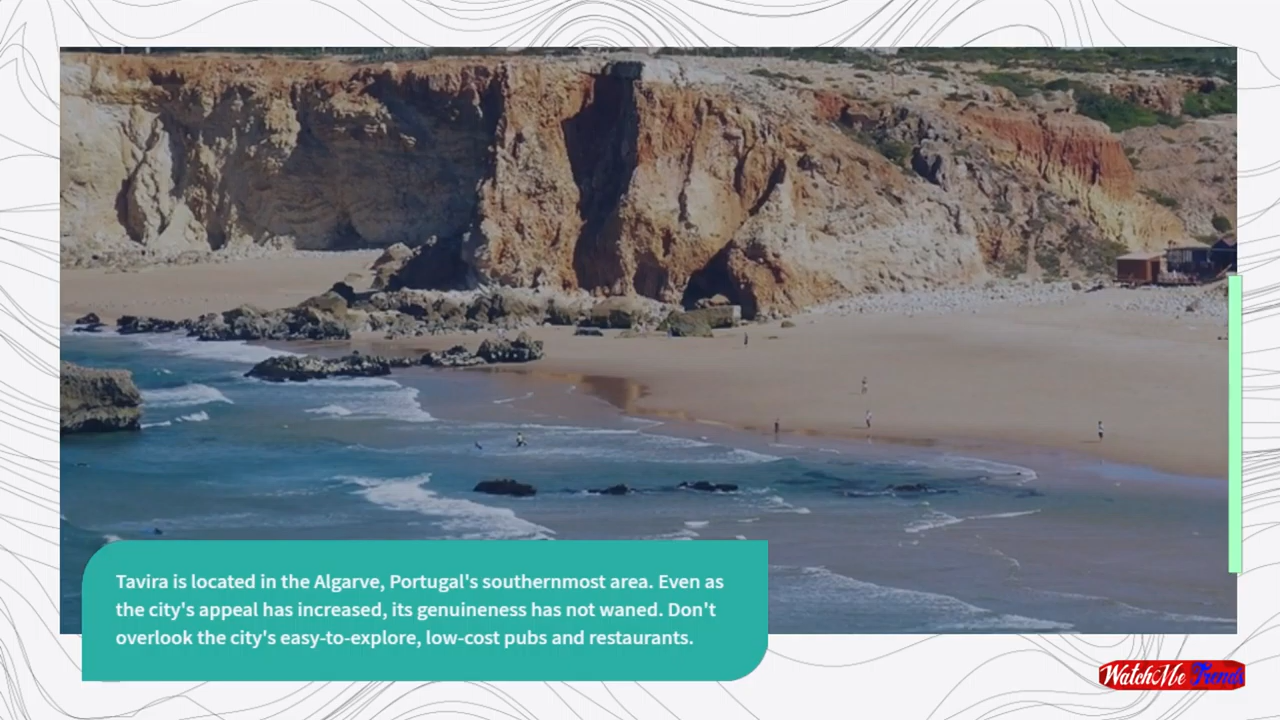 Tavira is located in the Algarve, Portugal's southernmost area. Even as
the city's appeal has increased, its genuineness has not waned. Don't
overlook the city's easy-to-explore, low-cost pubs and restaurants.
WatchMe Trends